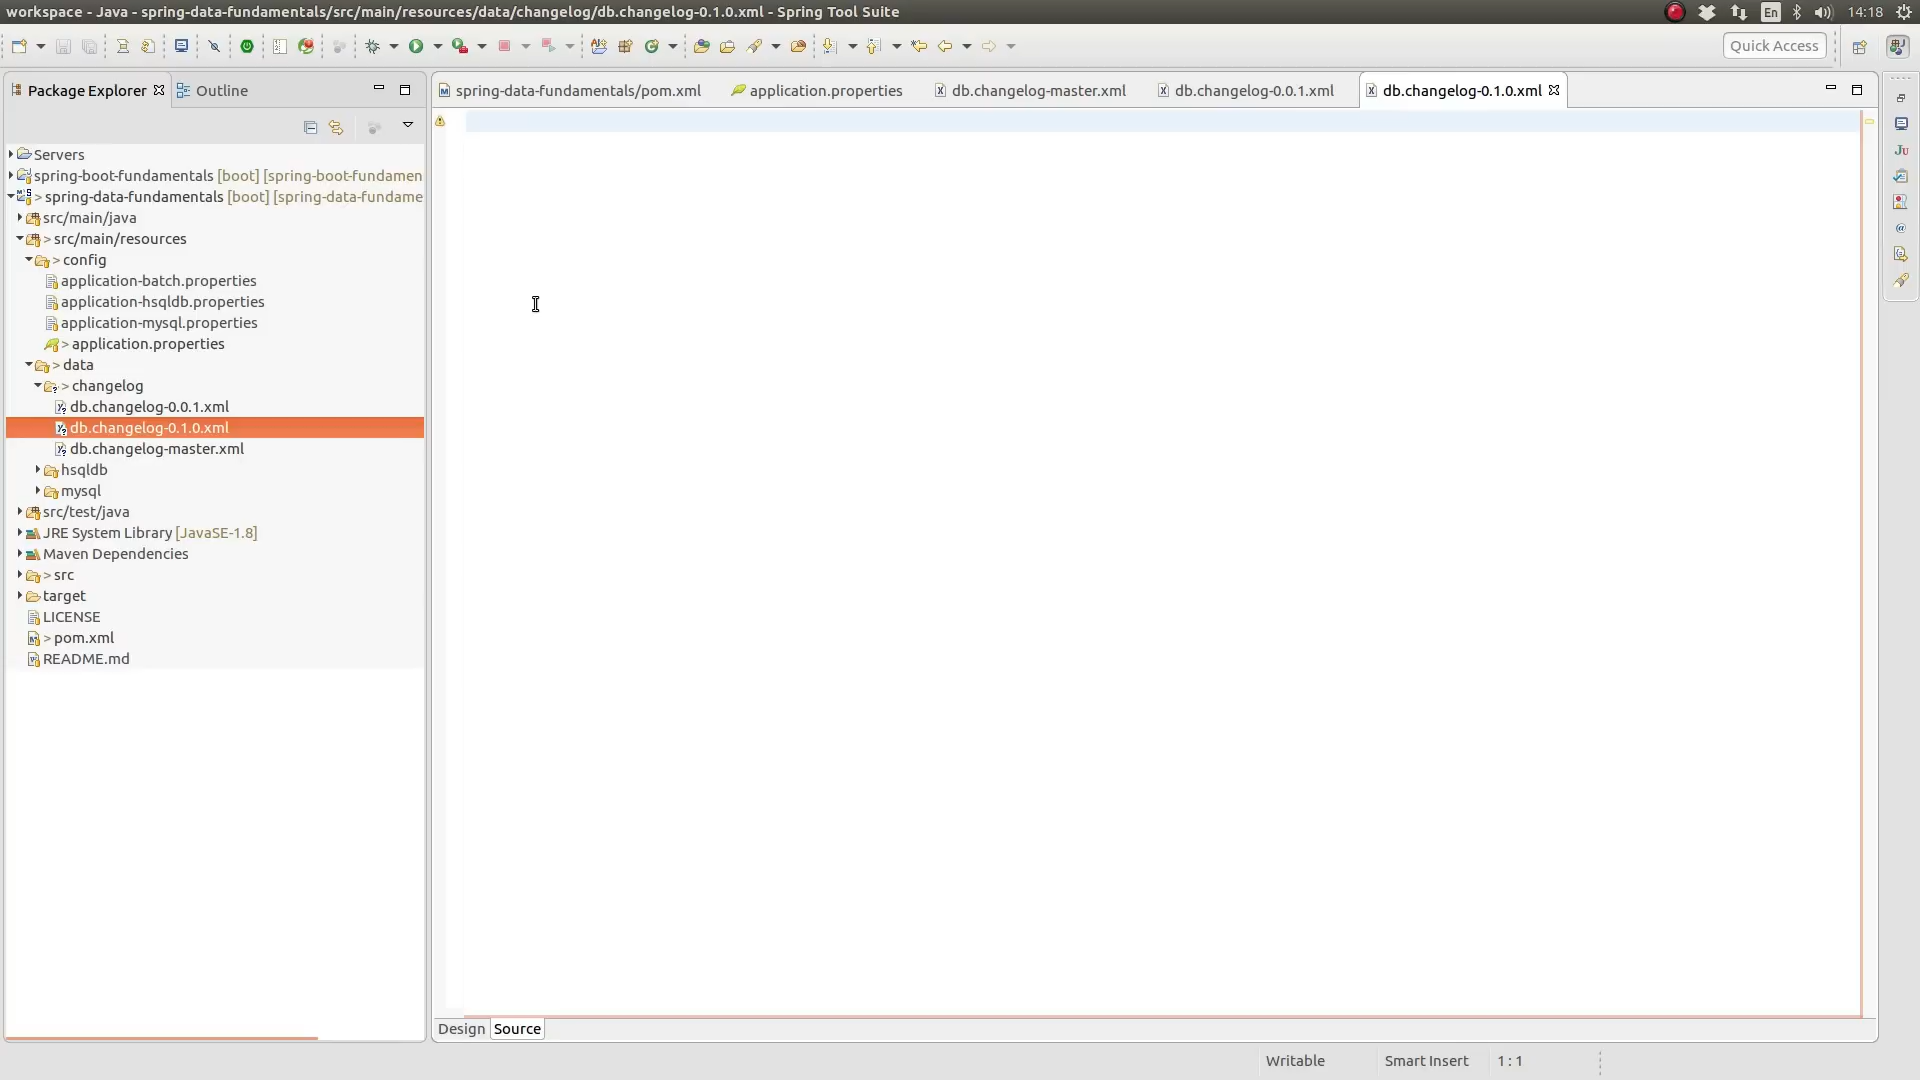 workspace - Java - spring-data-fundamentals/src/main/resources/data/changelog/db.changelog-0.1.0.xml - Spring Tool Suite
En
14:18
Quick Access
Package Explorer
Outline
spring-data-fundamentals/pom.xml
application.properties
db.changelog-master.xml
db.changelog-0.0.1.xml
db.changelog-0.1.0.xml
Servers
spring-boot-fundamentals [boot] [spring-boot-fundamen
> spring-data-fundamentals [boot] [spring-data-fundame
src/main/java
> src/main/resources
> config
application-batch.properties
application-hsqldb.properties
application-mysql.properties
> application.properties
> data
> changelog
db.changelog-0.0.1.xml
db.changelog-0.1.0.xml
db.changelog-master.xml
hsqldb
mysql
src/test/java
JRE System Library [JavaSE-1.8]
Maven Dependencies
> src
target
LICENSE
> pom.xml
README.md
Design
Source
Writable
Smart Insert
1 : 1